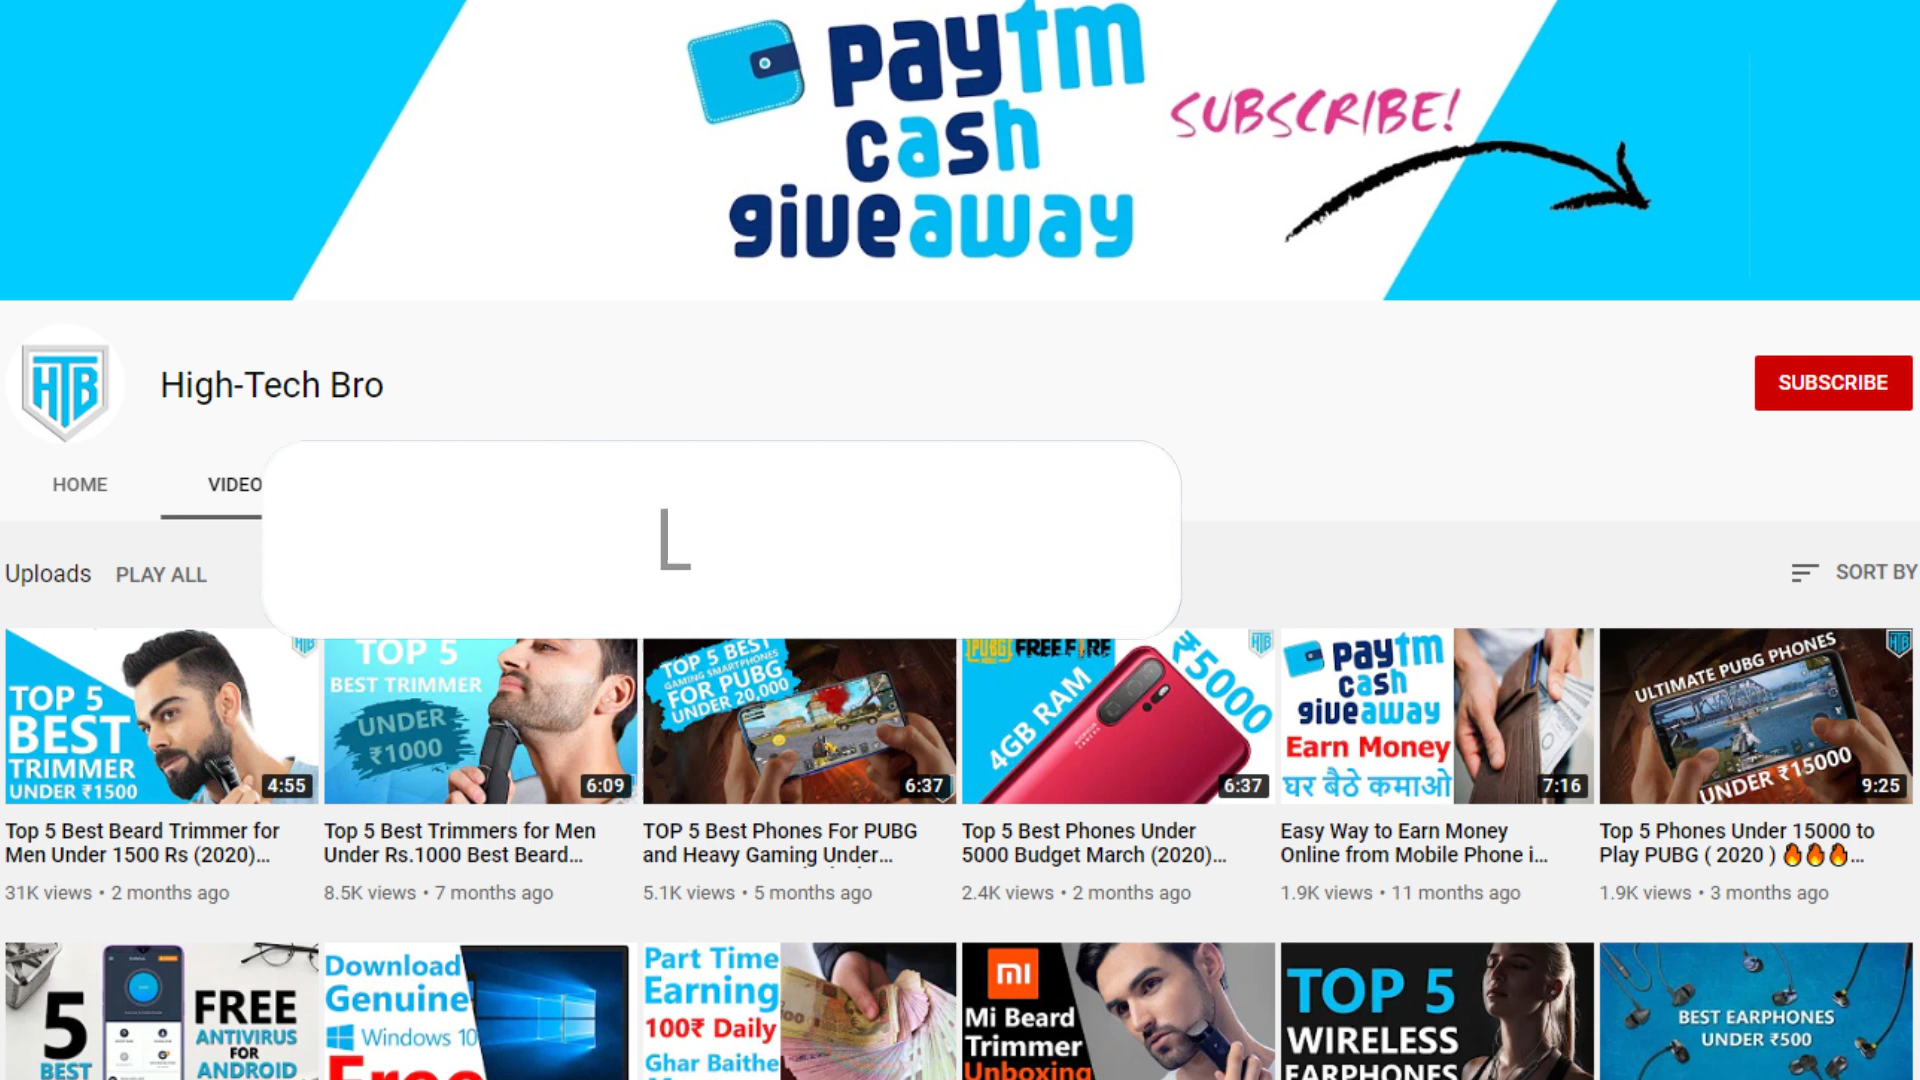 paytm
cash
giveaway
SUBSCRIBE!
HTB
High-Tech Bro
SUBSCRIBE
HOME
VIDEO
L
Uploads
PLAY ALL
SORT BY
TOP 5
BEST
TRIMMER
UNDER ₹1500
4:55
HTB
TOP 5
BEST TRIMMER
UNDER
₹1000
6:09
TOP 5 BEST
GAMING SMARTPHONES
FOR PUBG
UNDER 20,000
6:37
PUBG FREE FIRE
4GB RAM
₹5000
HTB
6:37
paytm
cash
giveaway
Earn Money
घर बैठे कमाओ
7:16
ULTIMATE PUBG PHONES
UNDER ₹15000
HTB
9:25
Top 5 Best Beard Trimmer for
Men Under 1500 Rs (2020)...
31K views • 2 months ago
Top 5 Best Trimmers for Men
Under Rs.1000 Best Beard...
8.5K views • 7 months ago
TOP 5 Best Phones For PUBG
and Heavy Gaming Under...
5.1K views • 5 months ago
Top 5 Best Phones Under
5000 Budget March (2020)...
2.4K views • 2 months ago
Easy Way to Earn Money
Online from Mobile Phone i...
1.9K views • 11 months ago
Top 5 Phones Under 15000 to
Play PUBG ( 2020 ) 🔥🔥🔥...
1.9K views • 3 months ago
5
BEST
FREE
ANTIVIRUS
FOR
ANDROID
Download
Genuine
Windows 10
Free
Part Time
Earning
100₹ Daily
Ghar Baithe
mi
Mi Beard
Trimmer
Unboxing
TOP 5
WIRELESS
EARPHONES
BEST EARPHONES
UNDER ₹500